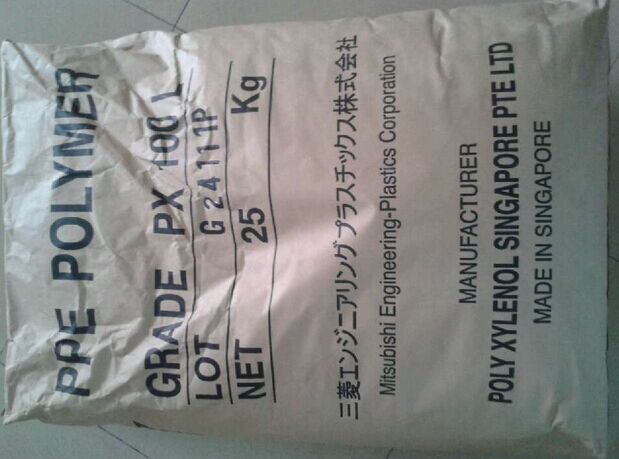 PPE POLYMER
GRADE PX 100 L
LOT G24111P
NET 25 Kg
三菱エンジニアリングプラスチックス株式会社
Mitsubishi Engineering-Plastics Corporation
MANUFACTURER
POLY XYLENOL SINGAPORE PTE LTD
MADE IN SINGAPORE